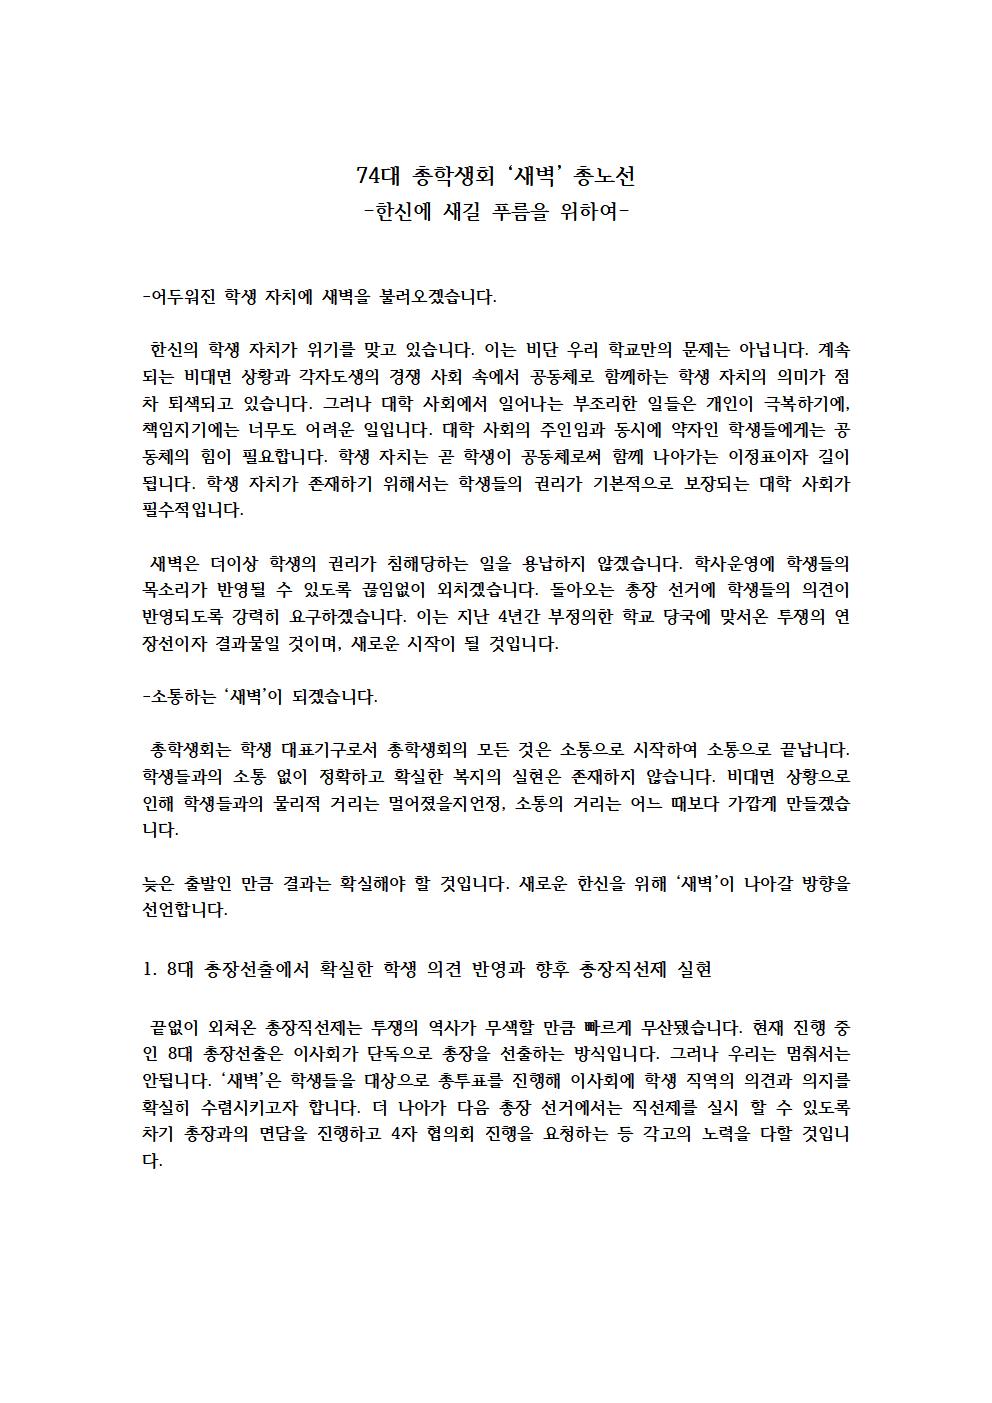 74대 총학생회 ‘새벽’ 총노선
-한신에 새길 푸름을 위하여-
-어두워진 학생 자치에 새벽을 불러오겠습니다.
한신의 학생 자치가 위기를 맞고 있습니다. 이는 비단 우리 학교만의 문제는 아닙니다. 계속
되는 비대면 상황과 각자도생의 경쟁 사회 속에서 공동체로 함께하는 학생 자치의 의미가 점
차 퇴색되고 있습니다. 그러나 대학 사회에서 일어나는 부조리한 일들은 개인이 극복하기에,
책임지기에는 너무도 어려운 일입니다. 대학 사회의 주인임과 동시에 약자인 학생들에게는 공
동체의 힘이 필요합니다. 학생 자치는 곧 학생이 공동체로써 함께 나아가는 이정표이자 길이
됩니다. 학생 자치가 존재하기 위해서는 학생들의 권리가 기본적으로 보장되는 대학 사회가
필수적입니다.
새벽은 더이상 학생의 권리가 침해당하는 일을 용납하지 않겠습니다. 학사운영에 학생들의
목소리가 반영될 수 있도록 끊임없이 외치겠습니다. 돌아오는 총장 선거에 학생들의 의견이
반영되도록 강력히 요구하겠습니다. 이는 지난 4년간 부정의한 학교 당국에 맞서온 투쟁의 연
장선이자 결과물일 것이며, 새로운 시작이 될 것입니다.
-소통하는 ‘새벽’이 되겠습니다.
총학생회는 학생 대표기구로서 총학생회의 모든 것은 소통으로 시작하여 소통으로 끝납니다.
학생들과의 소통 없이 정확하고 확실한 복지의 실현은 존재하지 않습니다. 비대면 상황으로
인해 학생들과의 물리적 거리는 멀어졌을지언정, 소통의 거리는 어느 때보다 가깝게 만들겠습
니다.
늦은 출발인 만큼 결과는 확실해야 할 것입니다. 새로운 한신을 위해 ‘새벽’이 나아갈 방향을
선언합니다.
1. 8대 총장선출에서 확실한 학생 의견 반영과 향후 총장직선제 실현
끝없이 외쳐온 총장직선제는 투쟁의 역사가 무색할 만큼 빠르게 무산됐습니다. 현재 진행 중
인 8대 총장선출은 이사회가 단독으로 총장을 선출하는 방식입니다. 그러나 우리는 멈춰서는
안됩니다. ‘새벽’은 학생들을 대상으로 총투표를 진행해 이사회에 학생 직역의 의견과 의지를
확실히 수렴시키고자 합니다. 더 나아가 다음 총장 선거에서는 직선제를 실시 할 수 있도록
차기 총장과의 면담을 진행하고 4자 협의회 진행을 요청하는 등 각고의 노력을 다할 것입니
다.